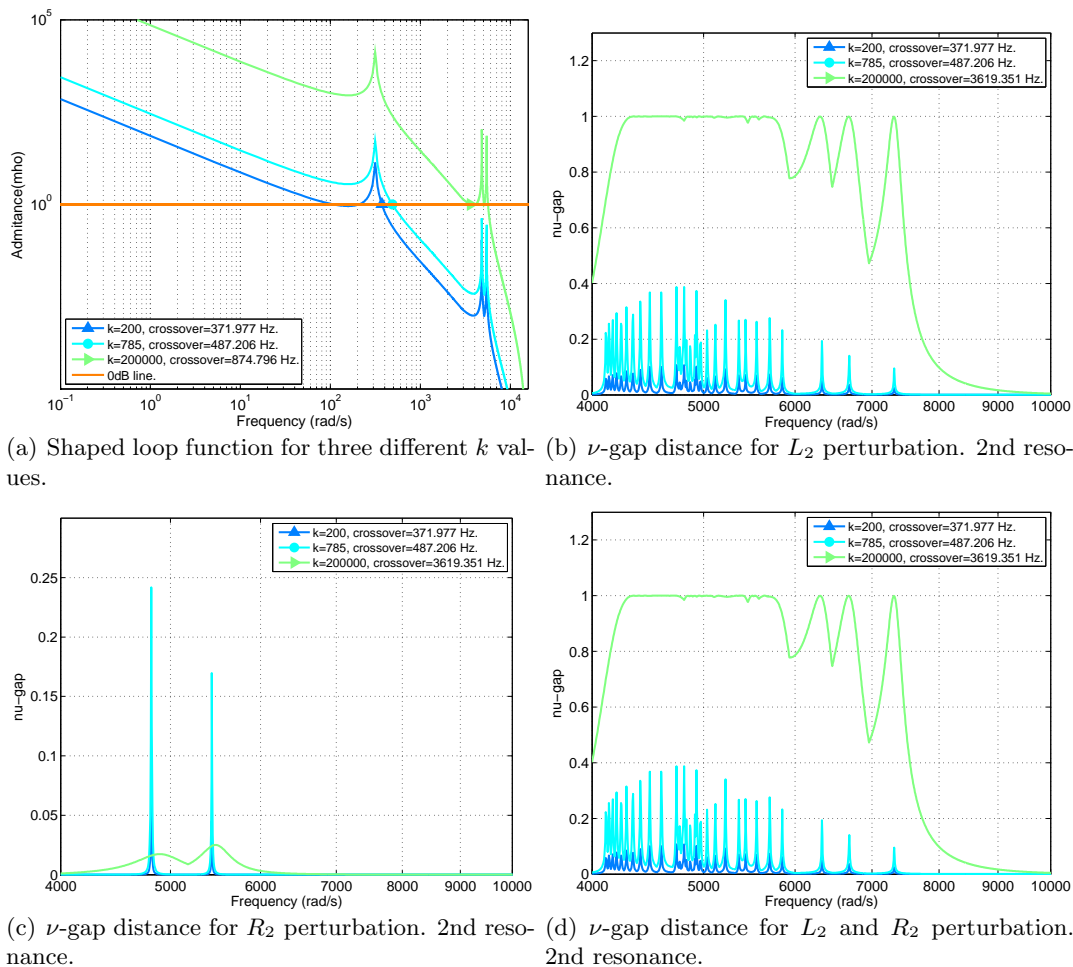 10^5
10^0
Admitance(mho)
k=200, crossover=371.977 Hz.
k=785, crossover=487.206 Hz.
k=200000, crossover=874.796 Hz.
0dB line.
10^-1 10^0 10^1 10^2 10^3 10^4
Frequency (rad/s)
(a) Shaped loop function for three different k val-
ues.
k=200, crossover=371.977 Hz.
k=785, crossover=487.206 Hz.
k=200000, crossover=3619.351 Hz.
1.2
1
0.8
0.6
0.4
0.2
0
nu-gap
4000 5000 6000 7000 8000 9000 10000
Frequency (rad/s)
(b) ν-gap distance for L₂ perturbation. 2nd reso-
nance.
k=200, crossover=371.977 Hz.
k=785, crossover=487.206 Hz.
k=200000, crossover=3619.351 Hz.
0.25
0.2
0.15
0.1
0.05
0
nu-gap
4000 5000 6000 7000 8000 9000 10000
Frequency (rad/s)
(c) ν-gap distance for R₂ perturbation. 2nd reso-
nance.
k=200, crossover=371.977 Hz.
k=785, crossover=487.206 Hz.
k=200000, crossover=3619.351 Hz.
1.2
1
0.8
0.6
0.4
0.2
0
nu-gap
4000 5000 6000 7000 8000 9000 10000
Frequency (rad/s)
(d) ν-gap distance for L₂ and R₂ perturbation.
2nd resonance.